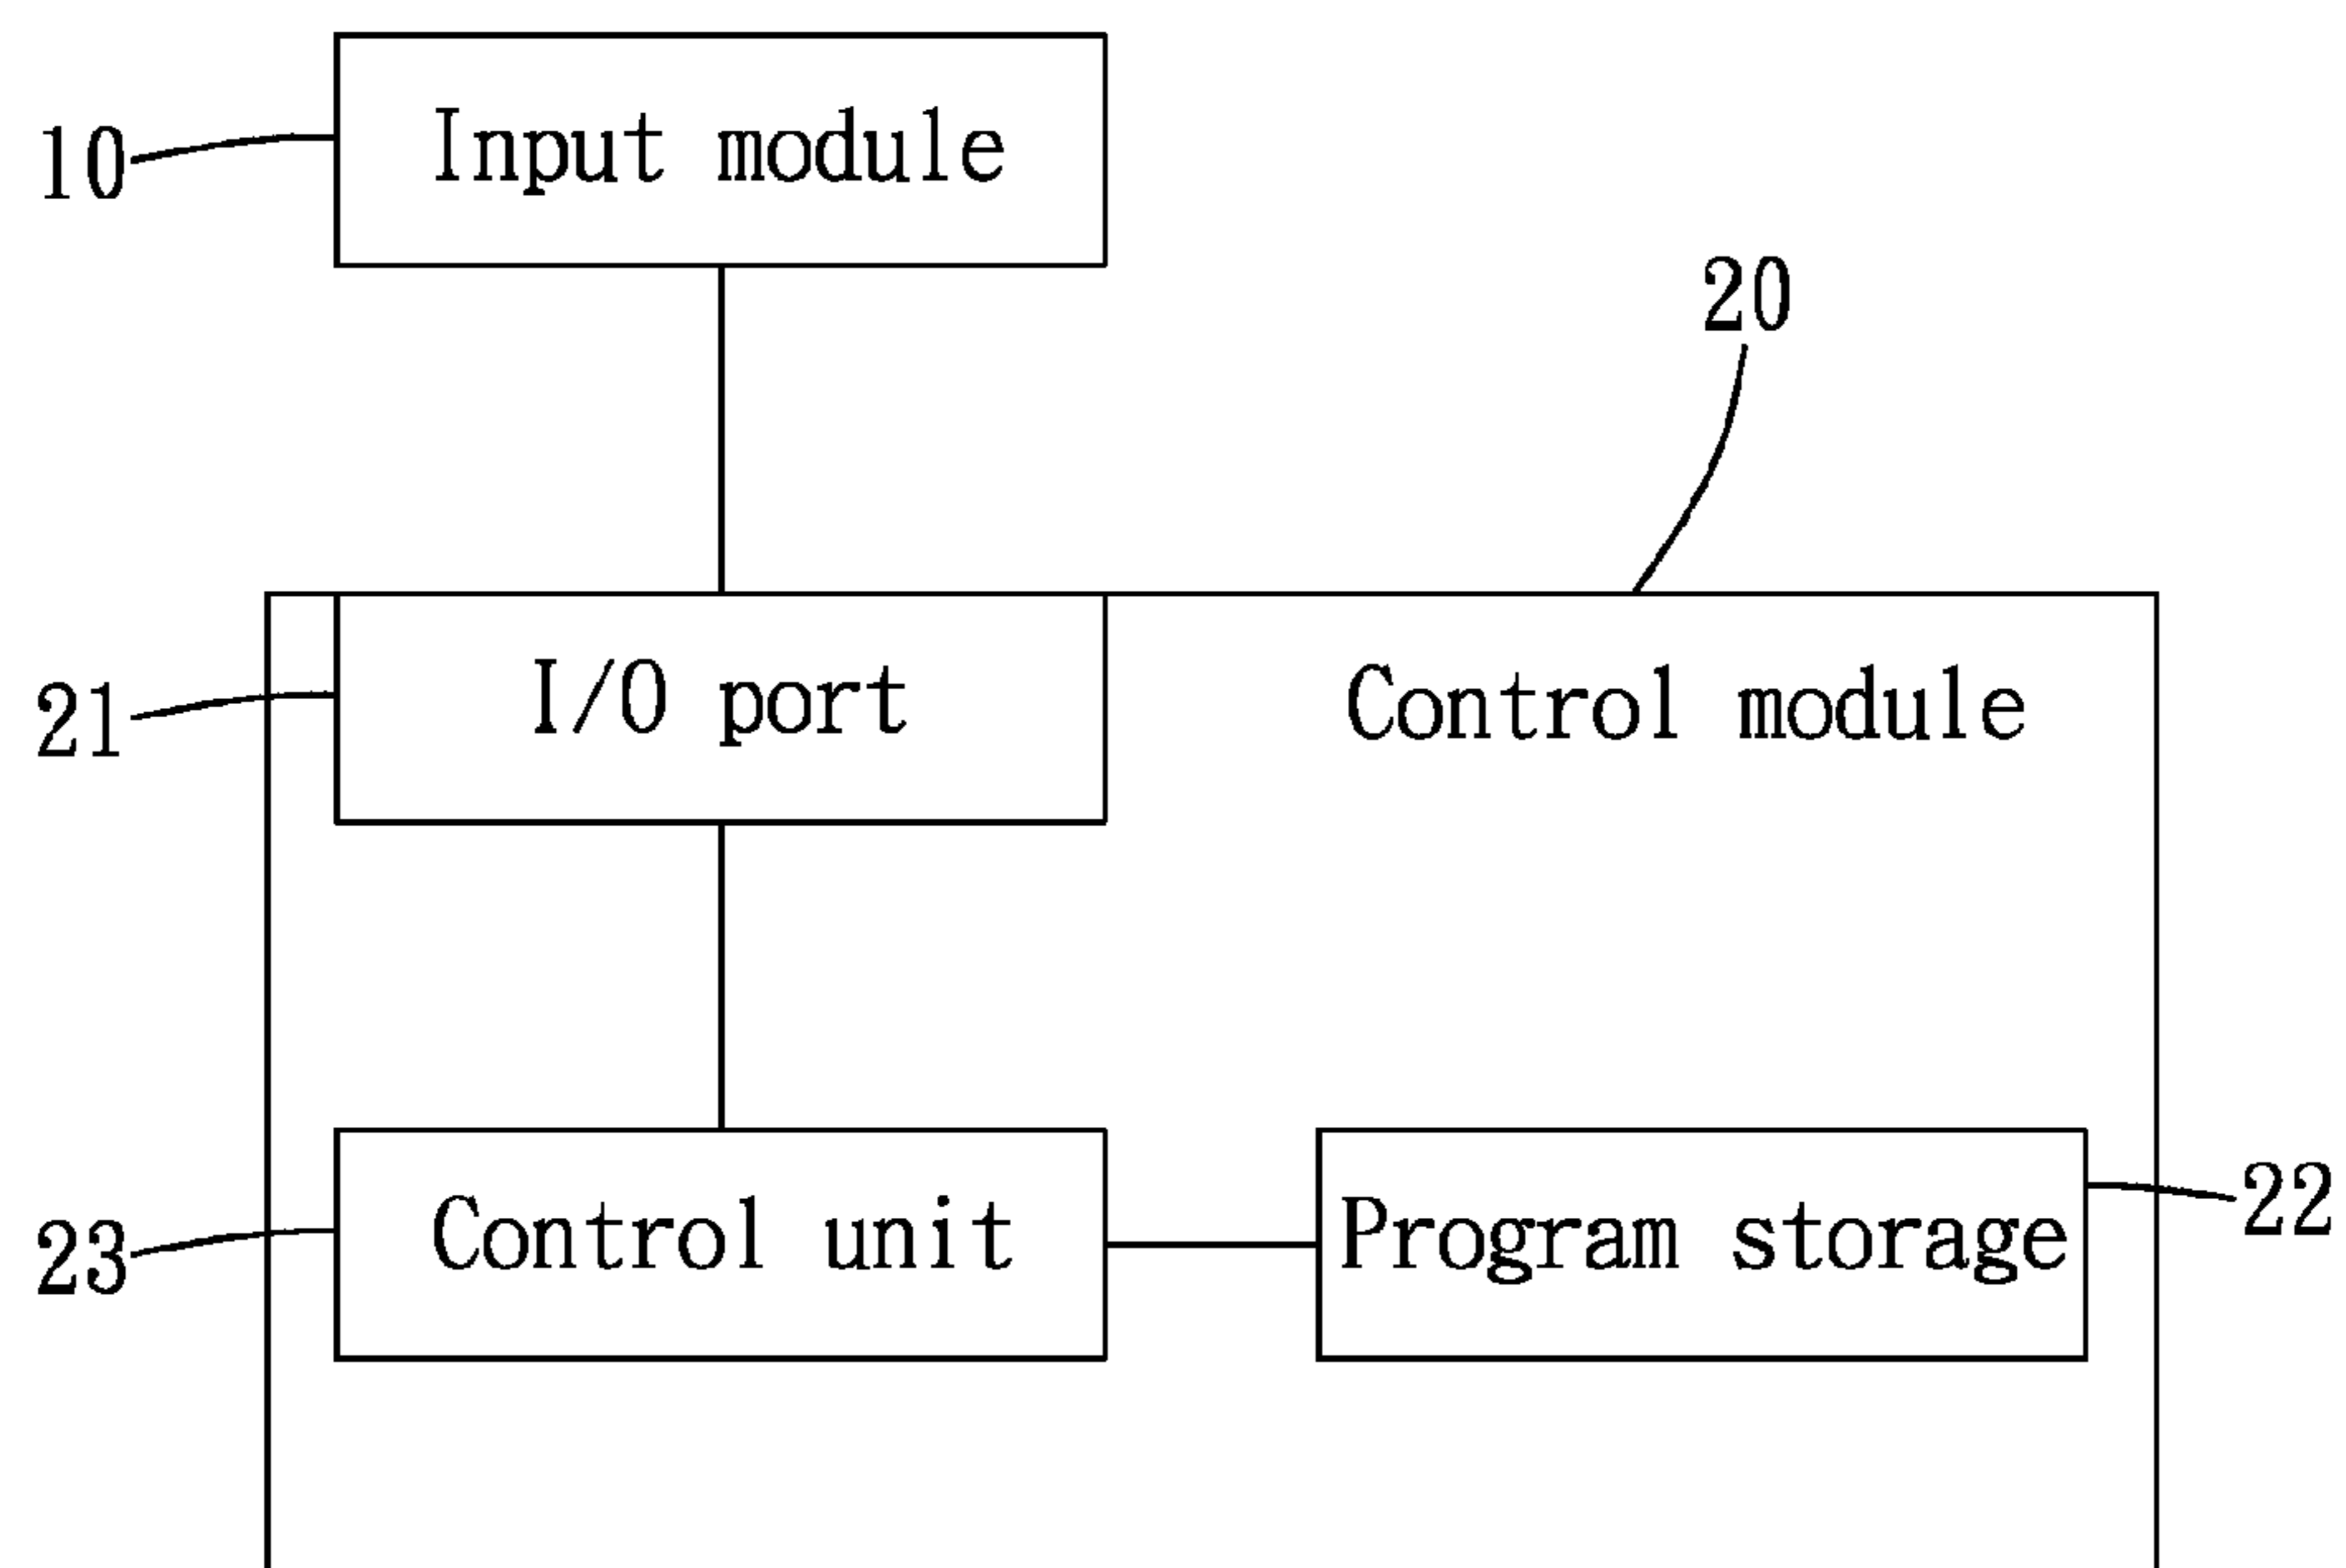 Input module
10
20
I/O port
Control module
21
Control unit
Program storage
22
23